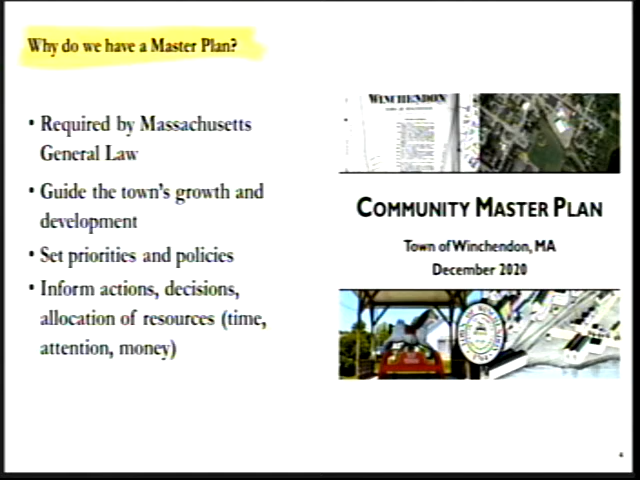 Why do we have a Master Plan?
• Required by Massachusetts
General Law
• Guide the town's growth and
development
• Set priorities and policies
• Inform actions, decisions,
allocation of resources (time,
attention, money)
WINCHENDON
COMMUNITY MASTER PLAN
Town of Winchendon, MA
December 2020
4